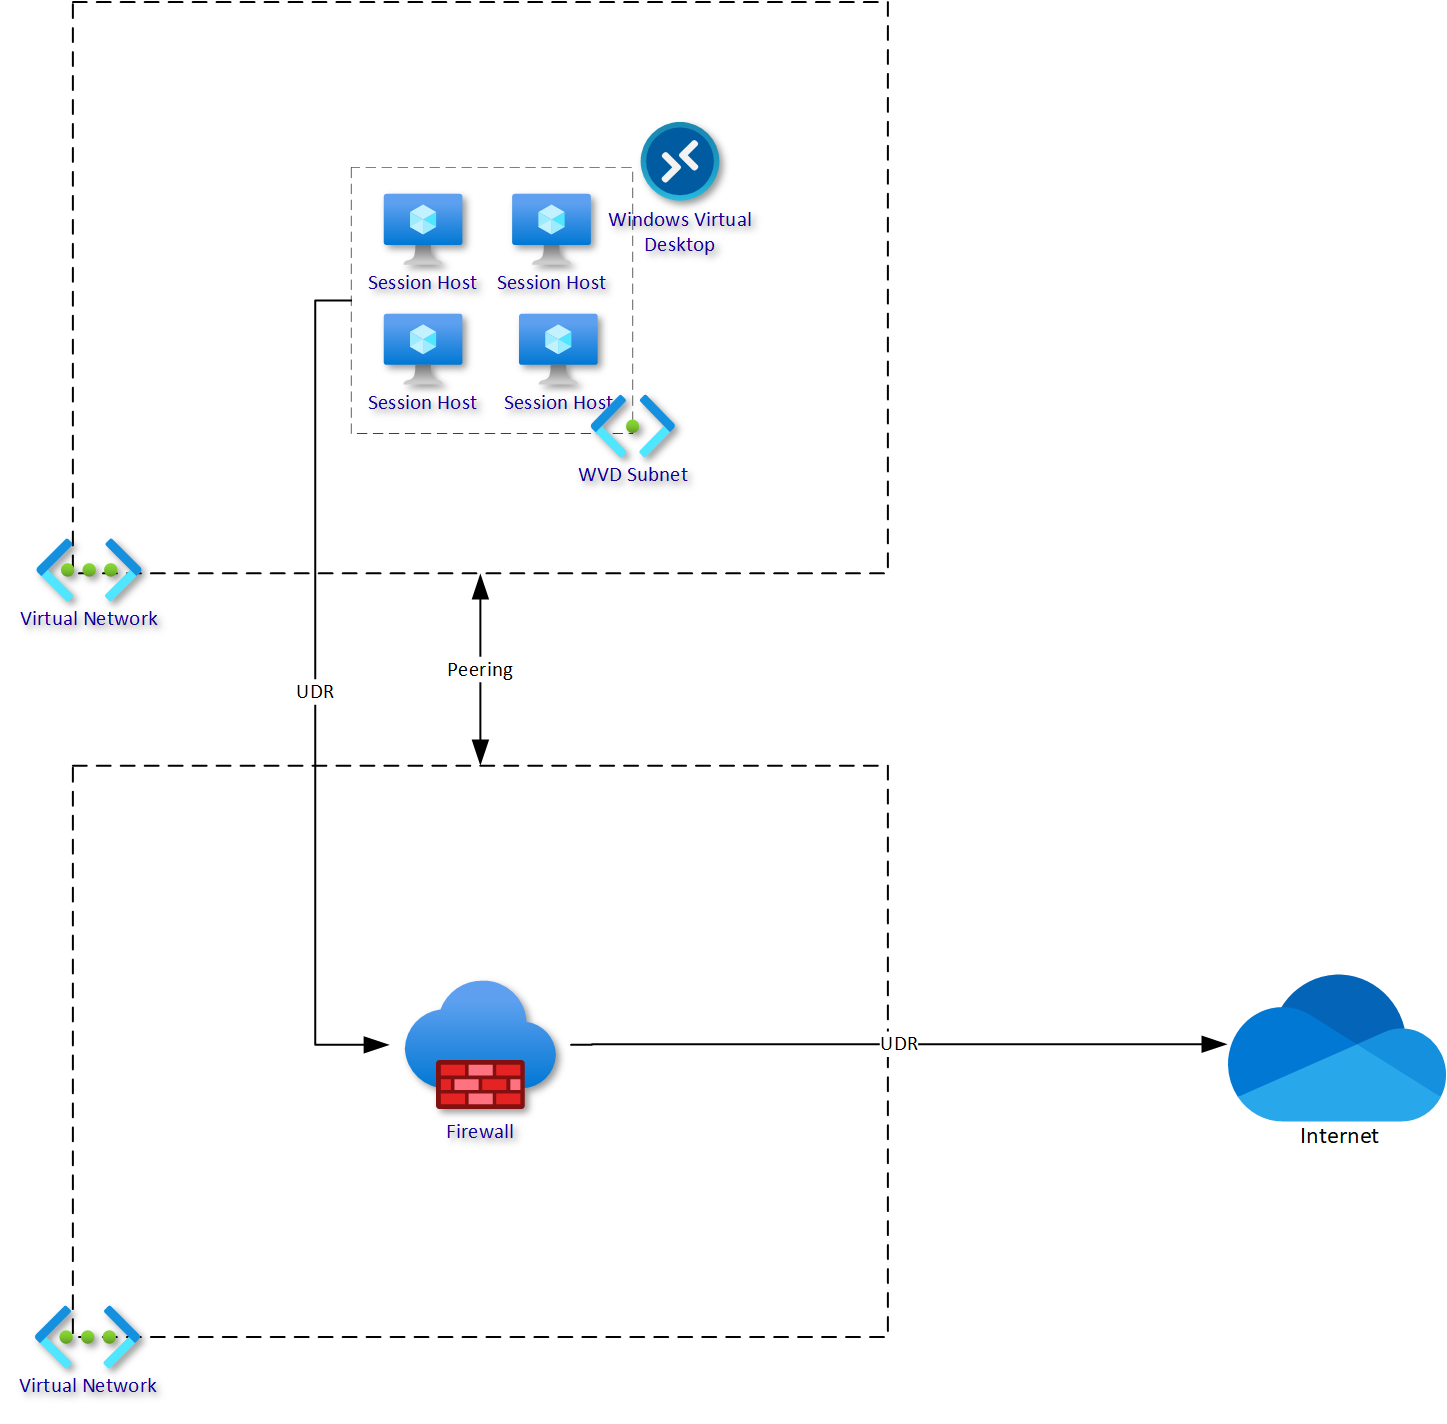 Windows Virtual
Desktop
Session Host
Session Host
Session Host
Session Host
WVD Subnet
Virtual Network
Peering
UDR
UDR
Firewall
Internet
Virtual Network